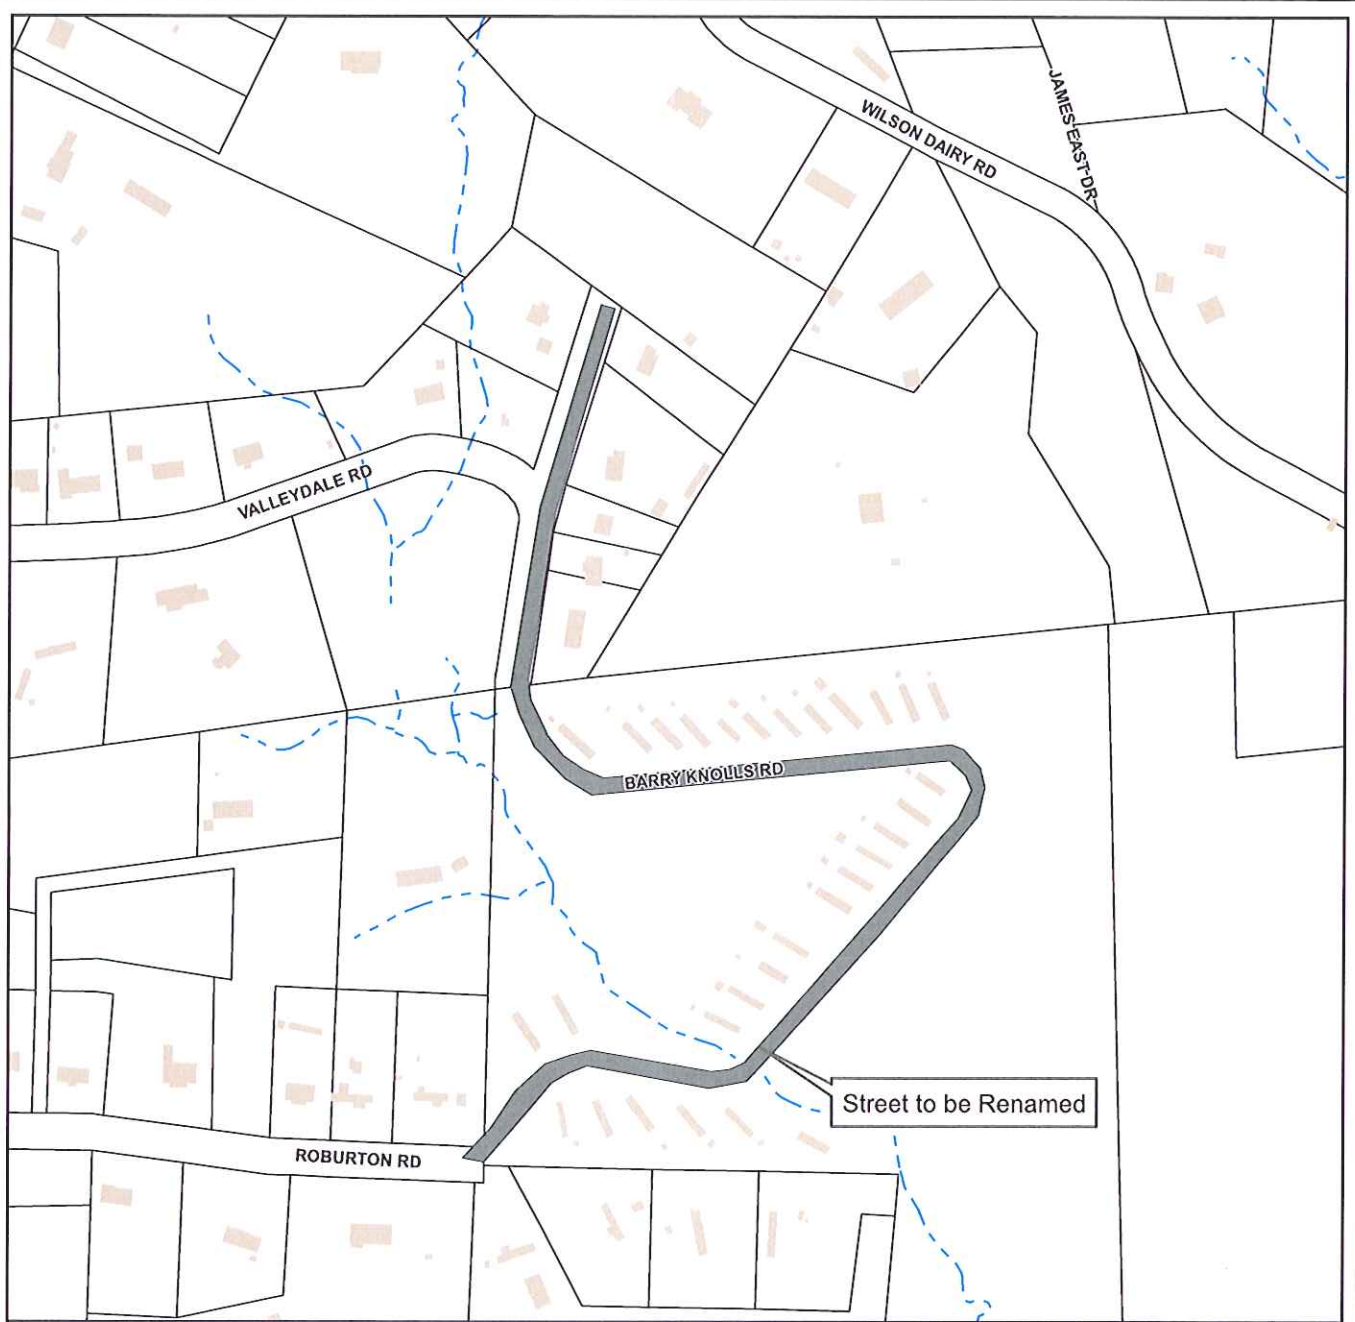 WILSON DAIRY RD
JAMES EAST DR
VALLEYDALE RD
BARRY KNOLLS RD
Street to be Renamed
ROBURTON RD